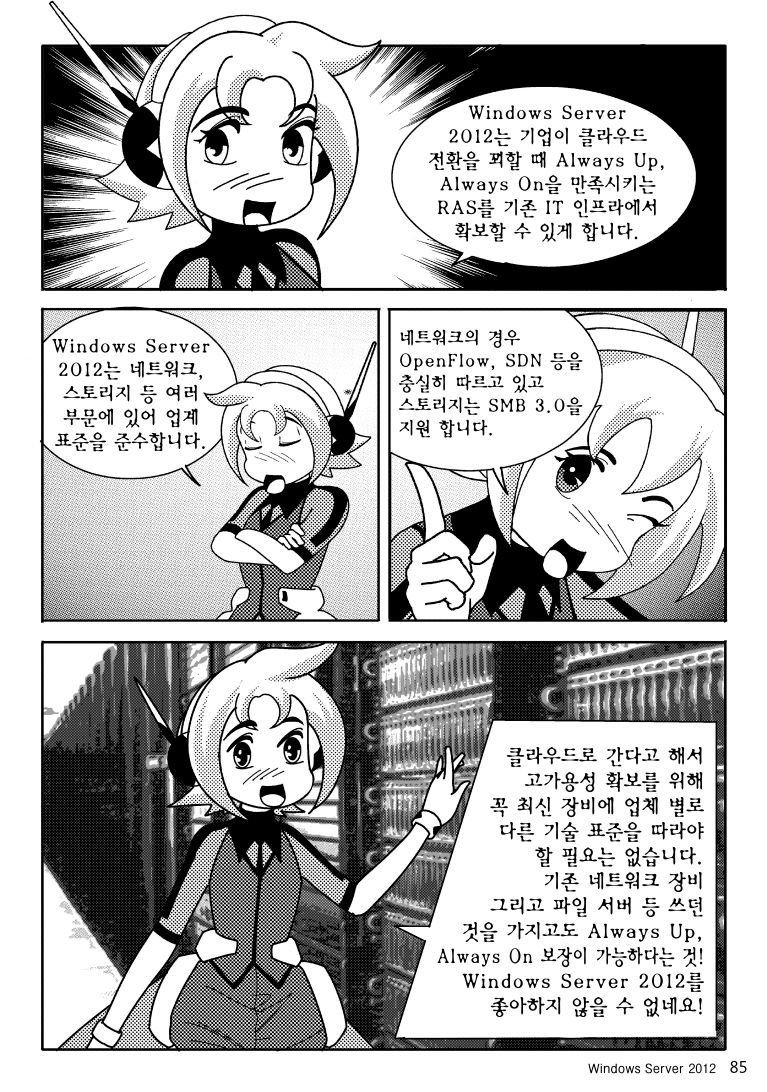 Windows Server
2012는 기업이 클라우드
전환을 꾀할 때 Always Up,
Always On을 만족시키는
RAS를 기존 IT 인프라에서
확보할 수 있게 합니다.
Windows Server
2012는 네트워크,
스토리지 등 여러
부문에 있어 업계
표준을 준수합니다.
네트워크의 경우
OpenFlow, SDN 등을
충실히 따르고 있고
스토리지는 SMB 3.0을
지원 합니다.
클라우드로 간다고 해서
고가용성 확보를 위해
꼭 최신 장비에 업체 별로
다른 기술 표준을 따라야
할 필요는 없습니다.
기존 네트워크 장비
그리고 파일 서버 등 쓰던
것을 가지고도 Always Up,
Always On 보장이 가능하다는 것!
Windows Server 2012를
좋아하지 않을 수 없네요!
Windows Server 2012 85